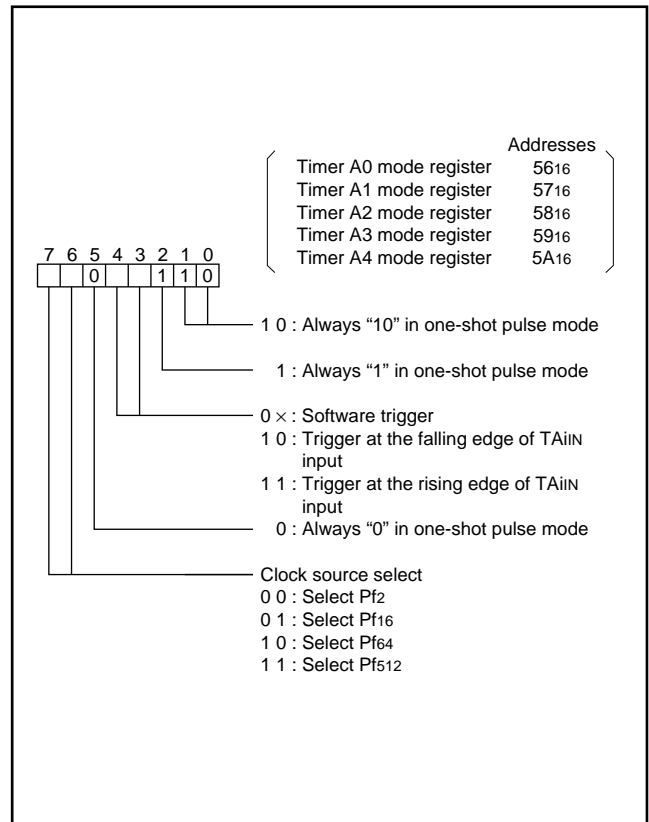 Addresses
Timer A0 mode register 5616
Timer A1 mode register 5716
Timer A2 mode register 5816
Timer A3 mode register 5916
Timer A4 mode register 5A16
7 6 5 4 3 2 1 0
0 1 1 0
1 0 : Always “10” in one-shot pulse mode
1 : Always “1” in one-shot pulse mode
0 × : Software trigger
1 0 : Trigger at the falling edge of TAiIN
input
1 1 : Trigger at the rising edge of TAiIN
input
0 : Always “0” in one-shot pulse mode
Clock source select
0 0 : Select Pf2
0 1 : Select Pf16
1 0 : Select Pf64
1 1 : Select Pf512